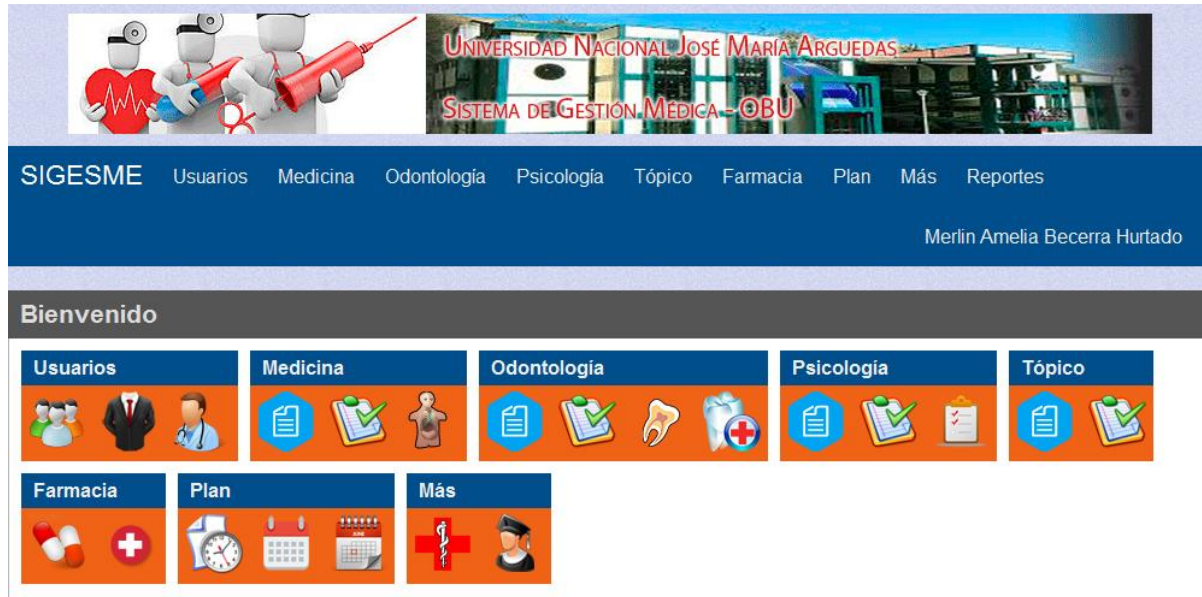 UNIVERSIDAD NACIONAL JOSÉ MARÍA ARGUEDAS
SISTEMA DE GESTIÓN MÉDICA - OBU
SIGESME Usuarios Medicina Odontología Psicología Tópico Farmacia Plan Más Reportes
Merlin Amelia Becerra Hurtado
Bienvenido
Usuarios Medicina Odontología Psicología Tópico
Farmacia Plan Más